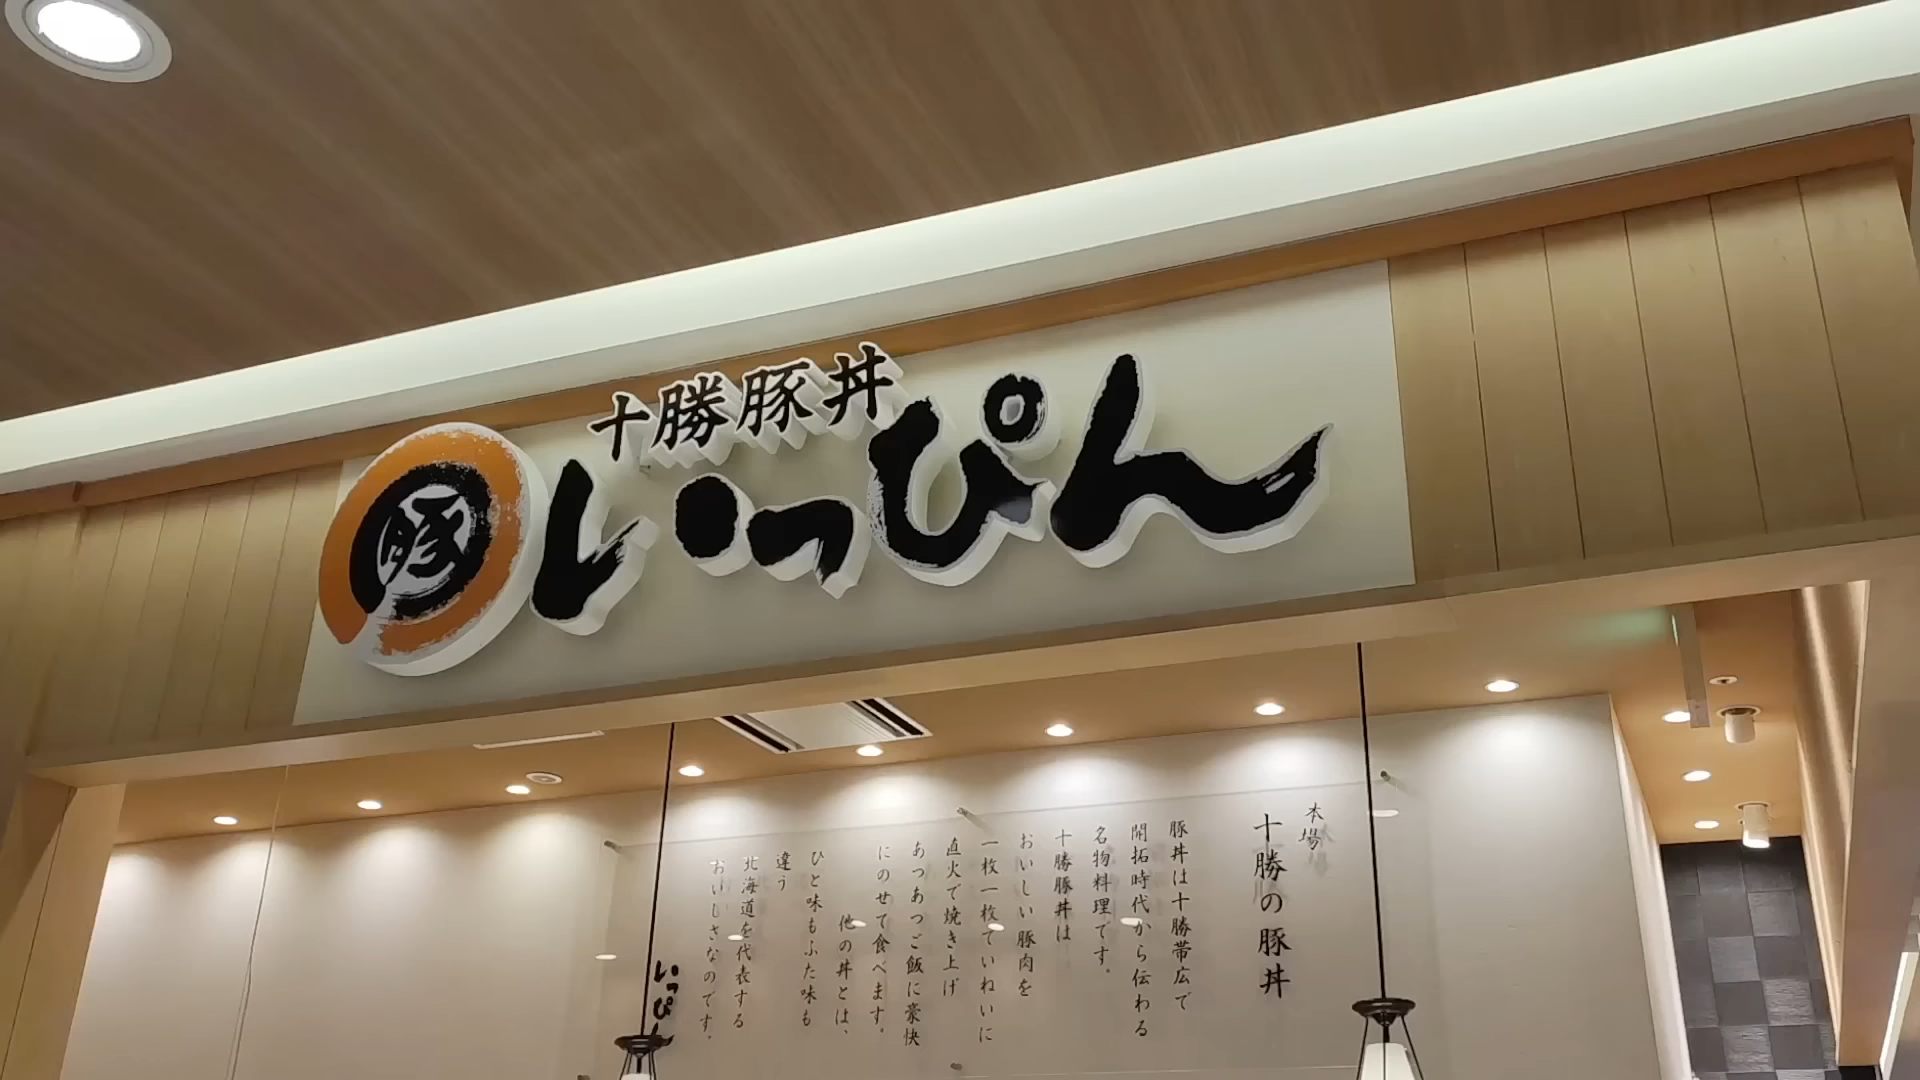 十勝豚丼
豚
いっぴん
本場
十勝の豚丼
豚丼は十勝帯広で
開拓時代から伝わる
名物料理です。
十勝豚丼は
おいしい豚肉を
一枚一枚ていねいに
直火で焼き上げ
あつあつご飯に豪快
にのせて食べます。
他の丼とは、
ひと味もふた味も
違う
北海道を代表する
おいしさなのです。
いっぴん